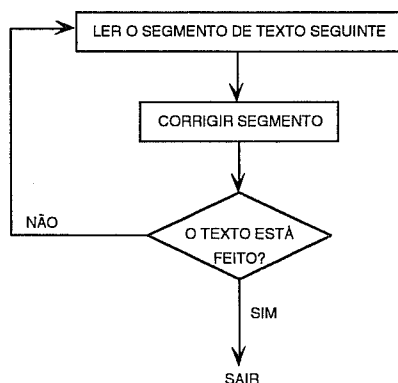 LER O SEGMENTO DE TEXTO SEGUINTE
CORRIGIR SEGMENTO
O TEXTO ESTÁ
FEITO?
NÃO
SIM
SAIR